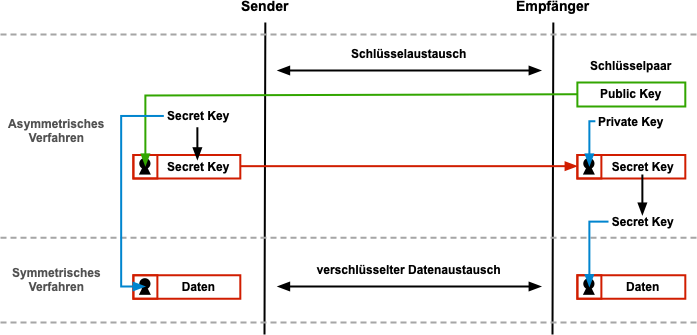 Sender
Empfänger
Schlüsselaustausch
Schlüsselpaar
Public Key
Asymmetrisches
Verfahren
Secret Key
Private Key
Secret Key
Secret Key
Secret Key
Symmetrisches
Verfahren
verschlüsselter Datenaustausch
Daten
Daten